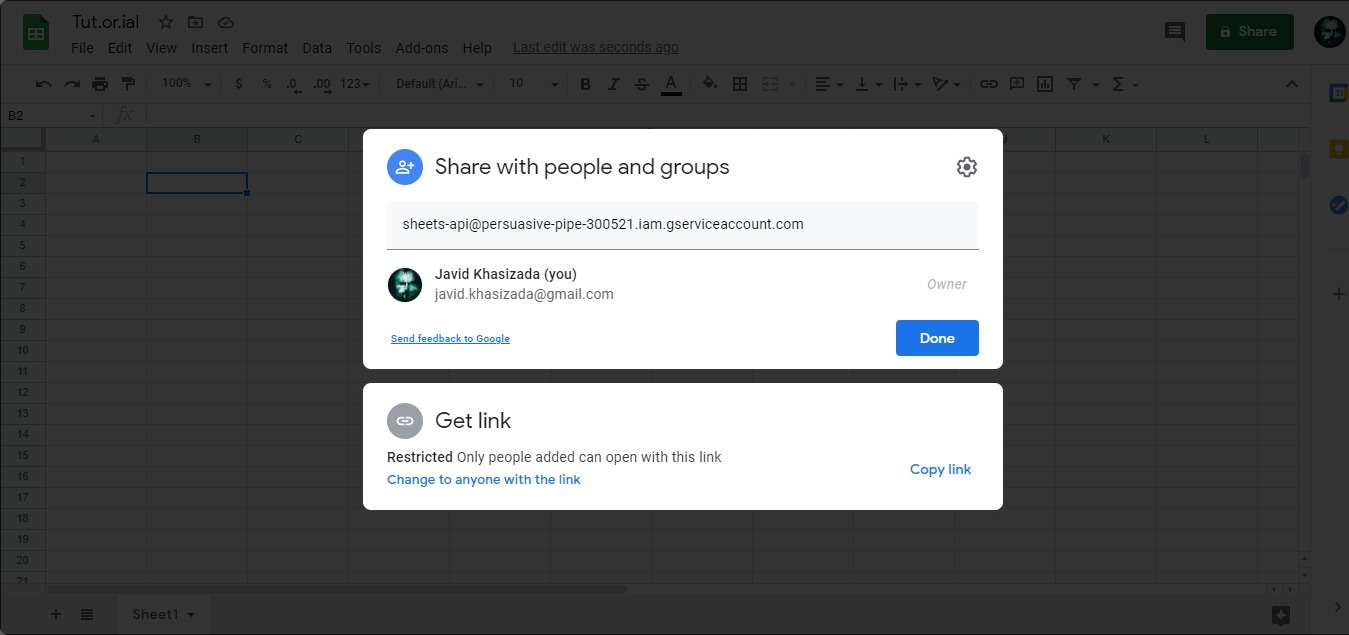 Tut.or.ial
File Edit View Insert Format Data Tools Add-ons Help Last edit was seconds ago
Share
100% $ % .0 .00 123 Default (Ari... 10 B I S A
B2 fx
A B C K L
1
2
3
4
5
6
7
8
9
10
11
12
13
14
15
16
17
18
19
20
21
Share with people and groups
sheets-api@persuasive-pipe-300521.iam.gserviceaccount.com
Javid Khasizada (you)
javid.khasizada@gmail.com
Owner
Send feedback to Google
Done
Get link
Restricted Only people added can open with this link
Change to anyone with the link
Copy link
Sheet1